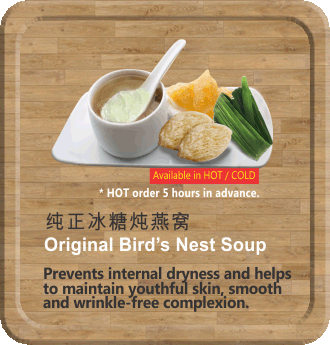 Available in HOT / COLD
* HOT order 5 hours in advance.
纯正冰糖炖燕窝
Original Bird's Nest Soup
Prevents internal dryness and helps
to maintain youthful skin, smooth
and wrinkle-free complexion.